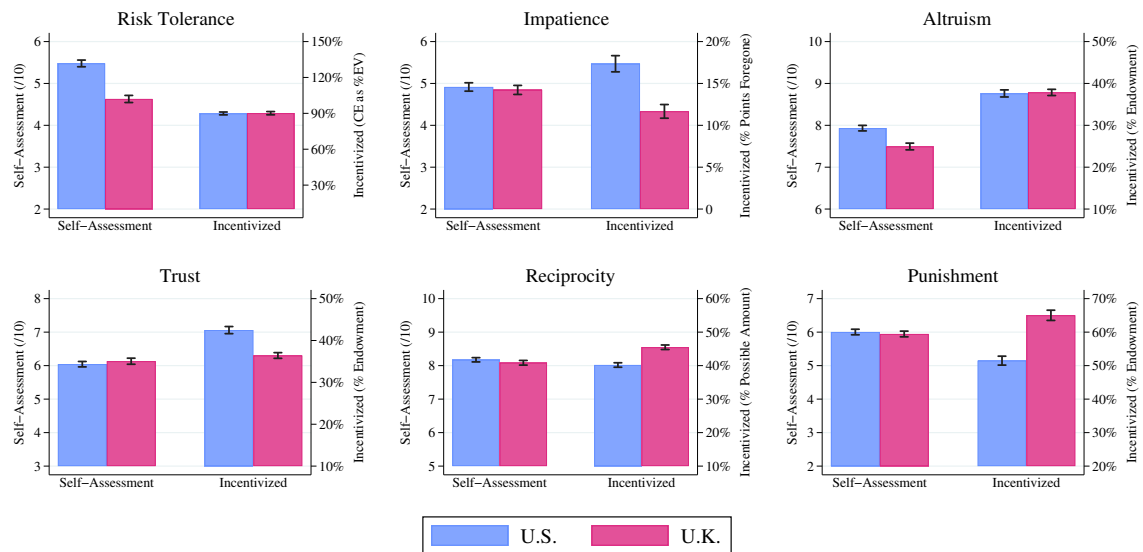 Risk Tolerance
Self−Assessment (/10)
6
5
4
3
2
150%
120%
90%
60%
30%
Incentivized (CE as %EV)
Self−Assessment
Incentivized
Impatience
Self−Assessment (/10)
6
5
4
3
2
20%
15%
10%
5%
0
Incentivized (% Points Foregone)
Self−Assessment
Incentivized
Altruism
Self−Assessment (/10)
10
9
8
7
6
50%
40%
30%
20%
10%
Incentivized (% Endowment)
Self−Assessment
Incentivized
Trust
Self−Assessment (/10)
8
7
6
5
4
3
50%
40%
30%
20%
10%
Incentivized (% Endowment)
Self−Assessment
Incentivized
Reciprocity
Self−Assessment (/10)
10
9
8
7
6
5
60%
50%
40%
30%
20%
10%
Incentivized (% Possible Amount)
Self−Assessment
Incentivized
Punishment
Self−Assessment (/10)
7
6
5
4
3
2
70%
60%
50%
40%
30%
20%
Incentivized (% Endowment)
Self−Assessment
Incentivized
U.S.
U.K.